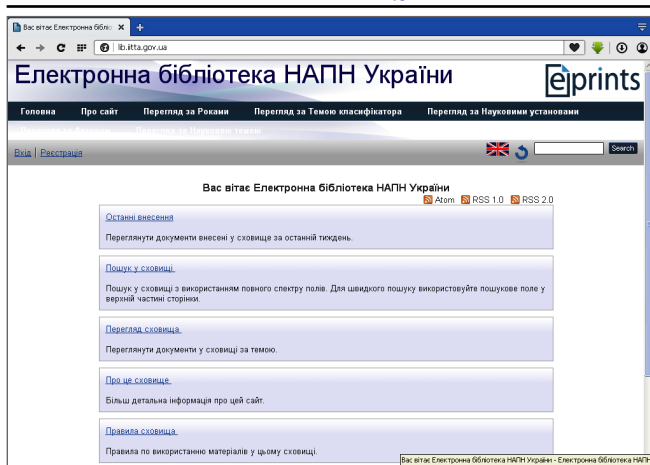 Вас вітає Електронна бібліо
lib.iitta.gov.ua
Електронна бібліотека НАПН України
eprints
Головна Про сайт Перегляд за Роками Перегляд за Темою класифікатора Перегляд за Науковими установами
Перегляд за Науковою темою
Вхід | Реєстрація
Search
Вас вітає Електронна бібліотека НАПН України
Atom RSS 1.0 RSS 2.0
Останні внесення
Переглянути документи внесені у сховище за останній тиждень.
Пошук у сховищі
Пошук у сховищі з використанням повного спектру полів. Для швидкого пошуку використовуйте пошукове поле у
верхній частині сторінки.
Перегляд сховища
Переглянути документи у сховищі за темою.
Про це сховище
Більш детальна інформація про цей сайт.
Правила сховища
Правила по використанню матеріалів у цьому сховищі.
Вас вітає Електронна бібліотека НАПН України - Електронна бібліотека НАПН